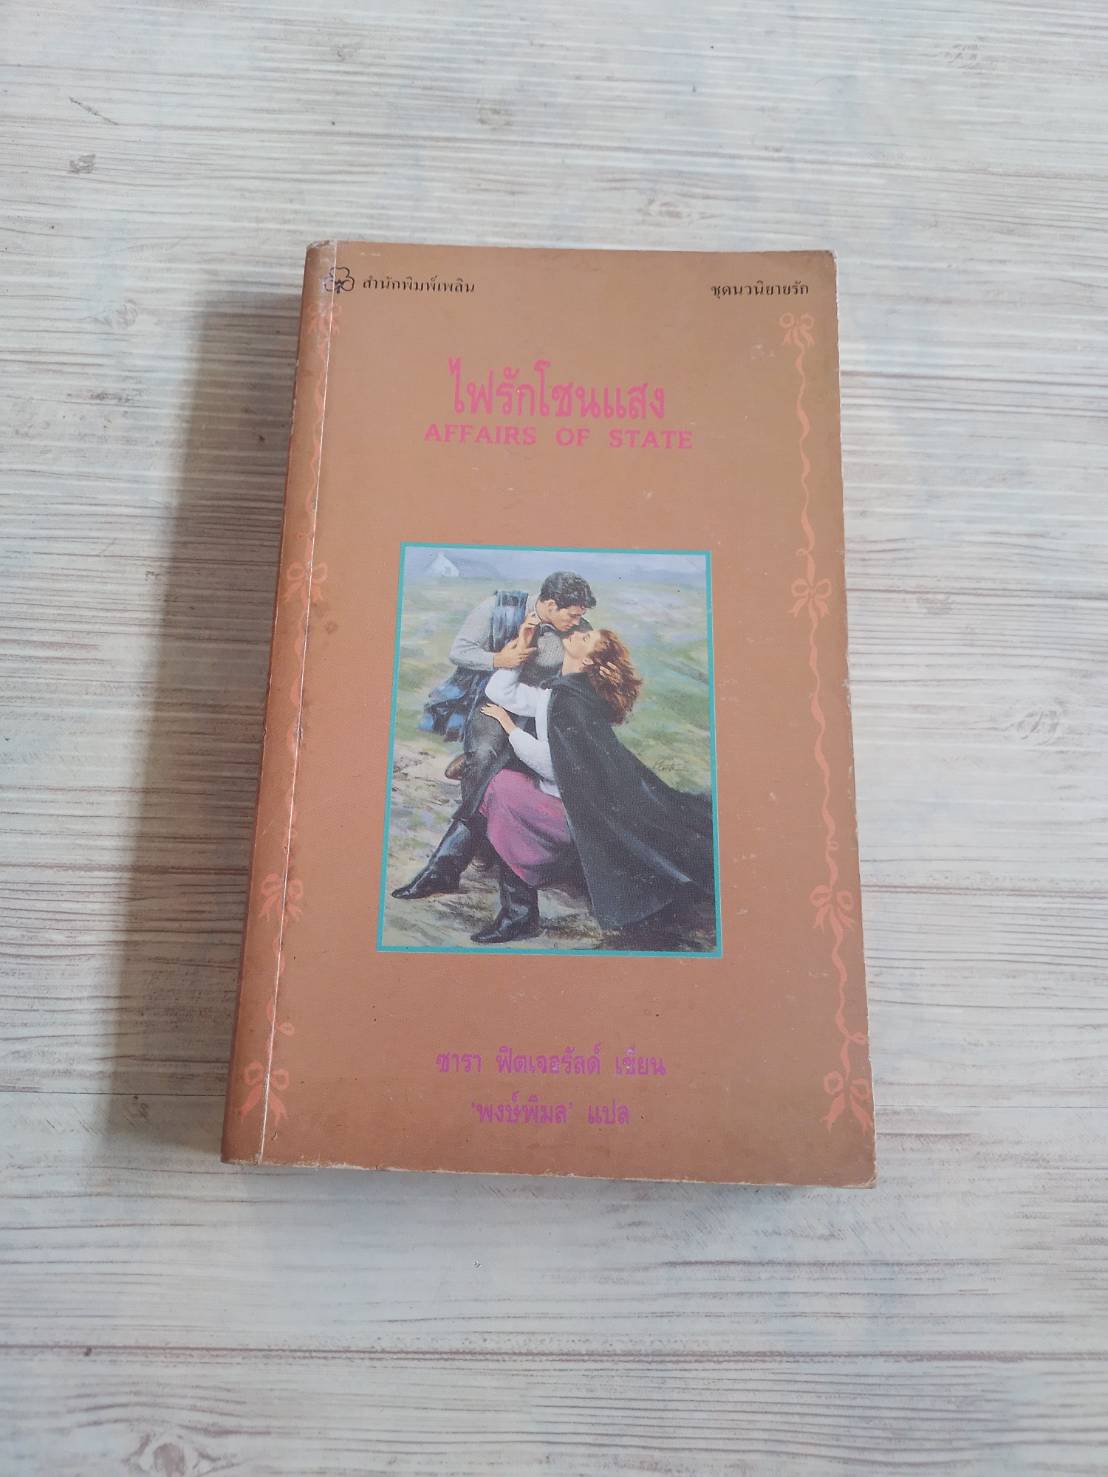 สำนักพิมพ์เพลิน
ชุดนวนิยายรัก
ไฟรักโชนแสง
AFFAIRS OF STATE
ซารา ฟิตเจอรัลด์ เขียน
'พงษ์พิมล' แปล